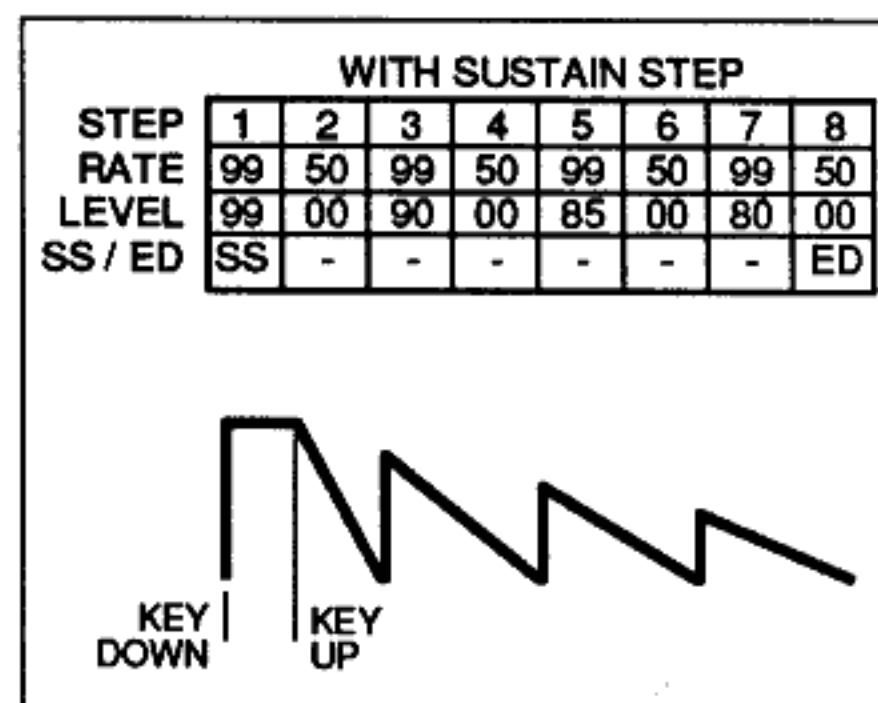 WITH SUSTAIN STEP
STEP 1 2 3 4 5 6 7 8
RATE 99 50 99 50 99 50 99 50
LEVEL 99 00 90 00 85 00 80 00
SS / ED SS - - - - - - ED
KEY DOWN
KEY UP